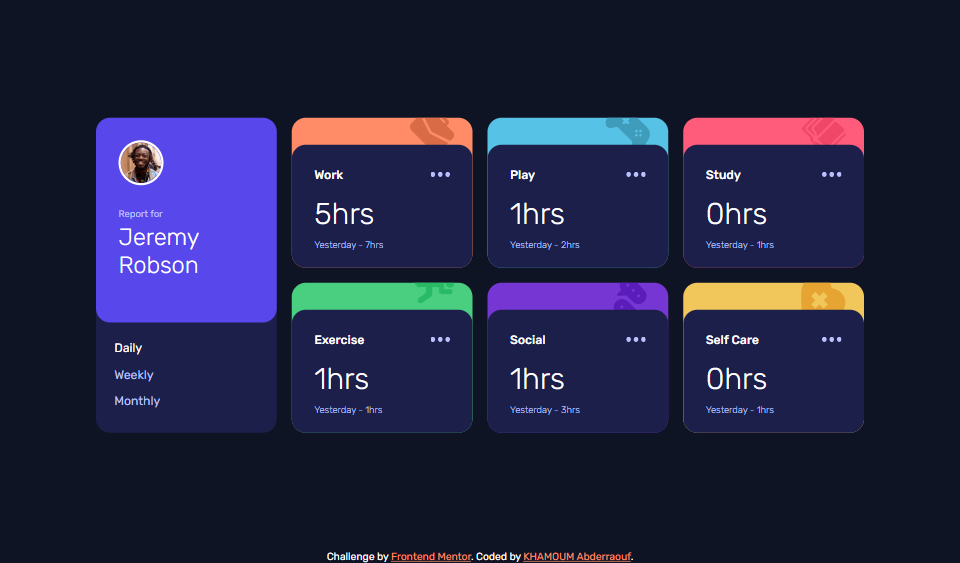 Report for
Jeremy
Robson
Daily
Weekly
Monthly
Work
5hrs
Yesterday - 7hrs
Play
1hrs
Yesterday - 2hrs
Study
0hrs
Yesterday - 1hrs
Exercise
1hrs
Yesterday - 1hrs
Social
1hrs
Yesterday - 3hrs
Self Care
0hrs
Yesterday - 1hrs
Challenge by Frontend Mentor. Coded by KHAMOUM Abderraouf.